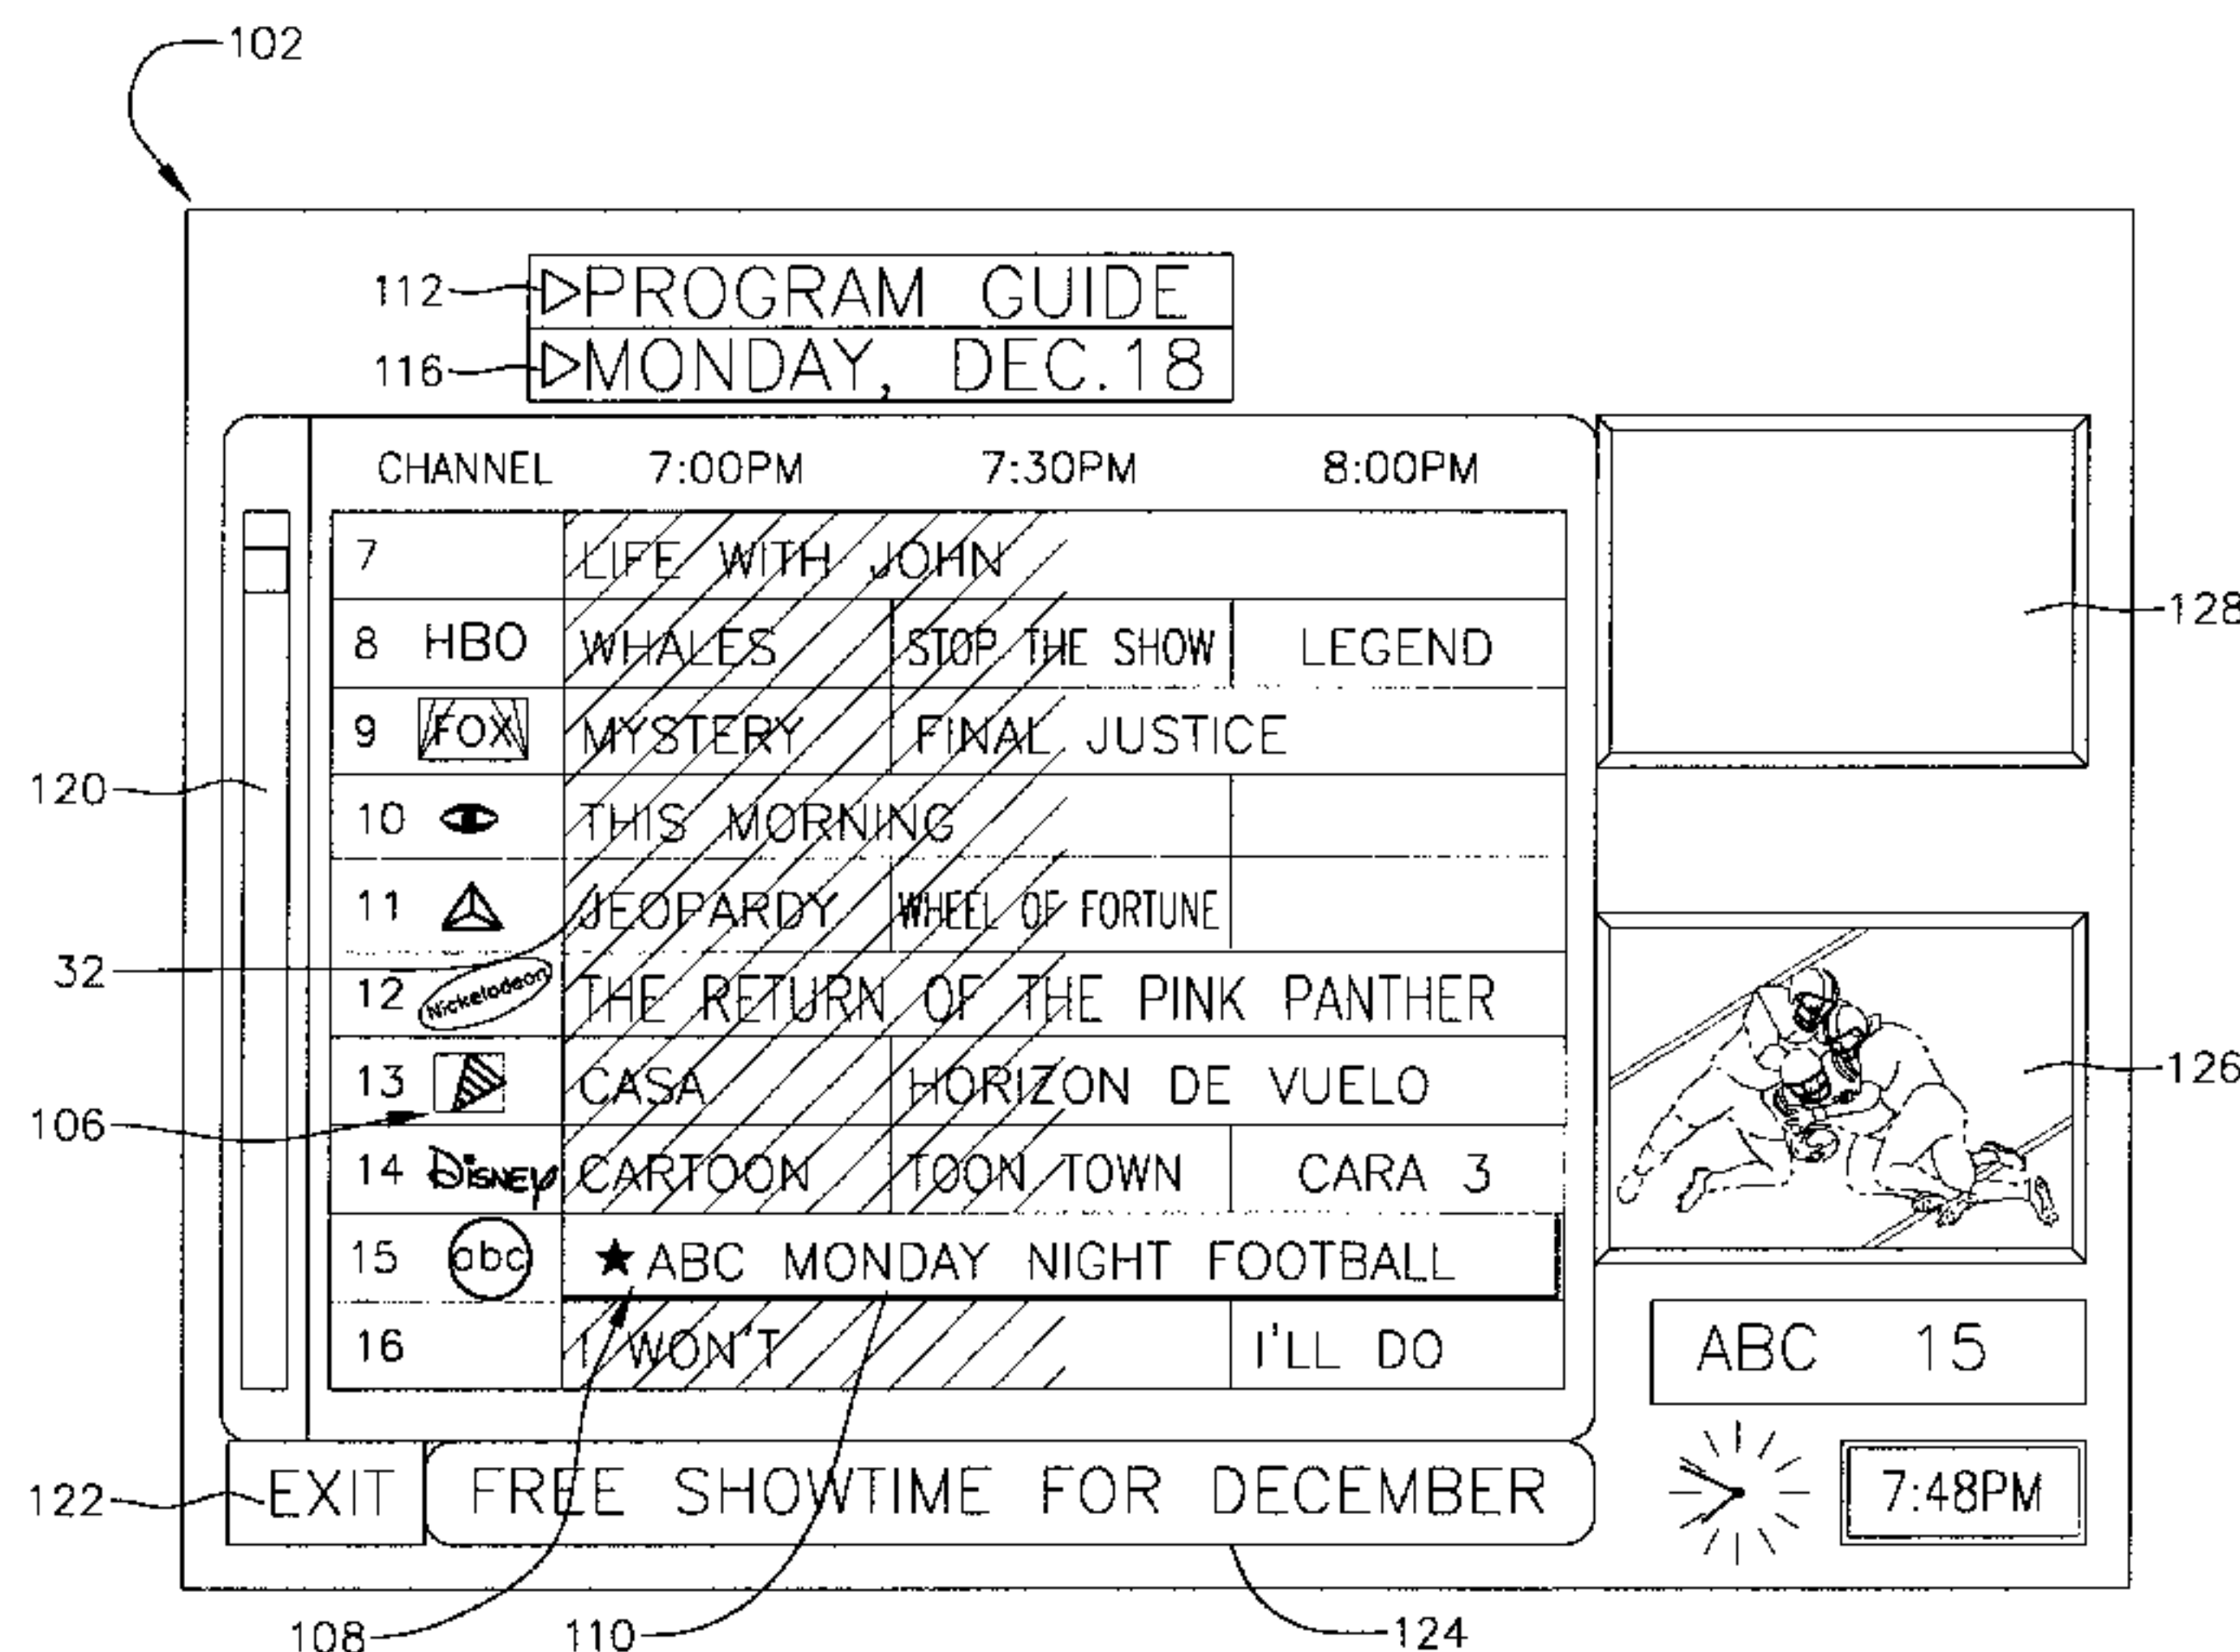 102
112 ▷PROGRAM GUIDE
116 ▷MONDAY, DEC.18
CHANNEL 7:00PM 7:30PM 8:00PM
7 LIFE WITH JOHN
8 HBO WHALES STOP THE SHOW LEGEND
128
9 FOX MYSTERY FINAL JUSTICE
120
10 THIS MORNING
11 JEOPARDY WHEEL OF FORTUNE
32
12 Nickelodeon THE RETURN OF THE PINK PANTHER
13 CASA HORIZON DE VUELO
126
106
14 DISNEY CARTOON TOON TOWN CARA 3
15 abc ★ ABC MONDAY NIGHT FOOTBALL
16 I WON'T I'LL DO
ABC 15
122 EXIT FREE SHOWTIME FOR DECEMBER 7:48PM
108 110 124